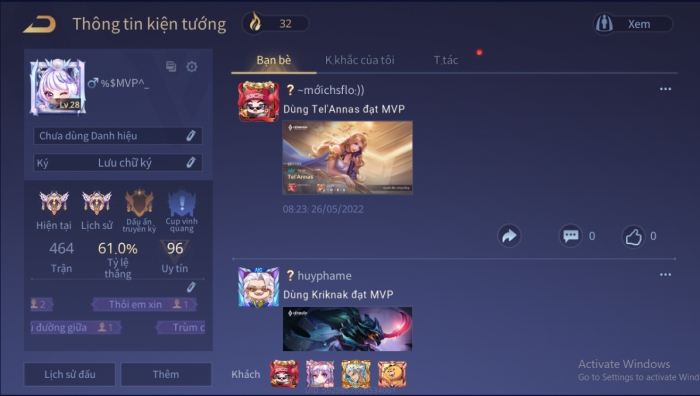 Thông tin kiện tướng
32
Xem
%$MVP^_
Lv.28
Chưa dùng Danh hiệu
Ký Lưu chữ ký
Hiện tại
Lịch sử
Dấu ấn truyền kỳ
Cup vinh quang
464 Trận
61.0% Tỷ lệ thắng
96 Uy tín
2
Thôi em xin 1
đường giữa 1
Trùm c
Lịch sử đấu
Thêm
Bạn bè
K.khắc của tôi
T.tác
? ~mớichsflo:))
Dùng Tel'Annas đạt MVP
Tel'Annas
08:23: 26/05/2022
0
0
? huyphame
Dùng Kriknak đạt MVP
Khách
Activate Windows
Go to Settings to activate Wind